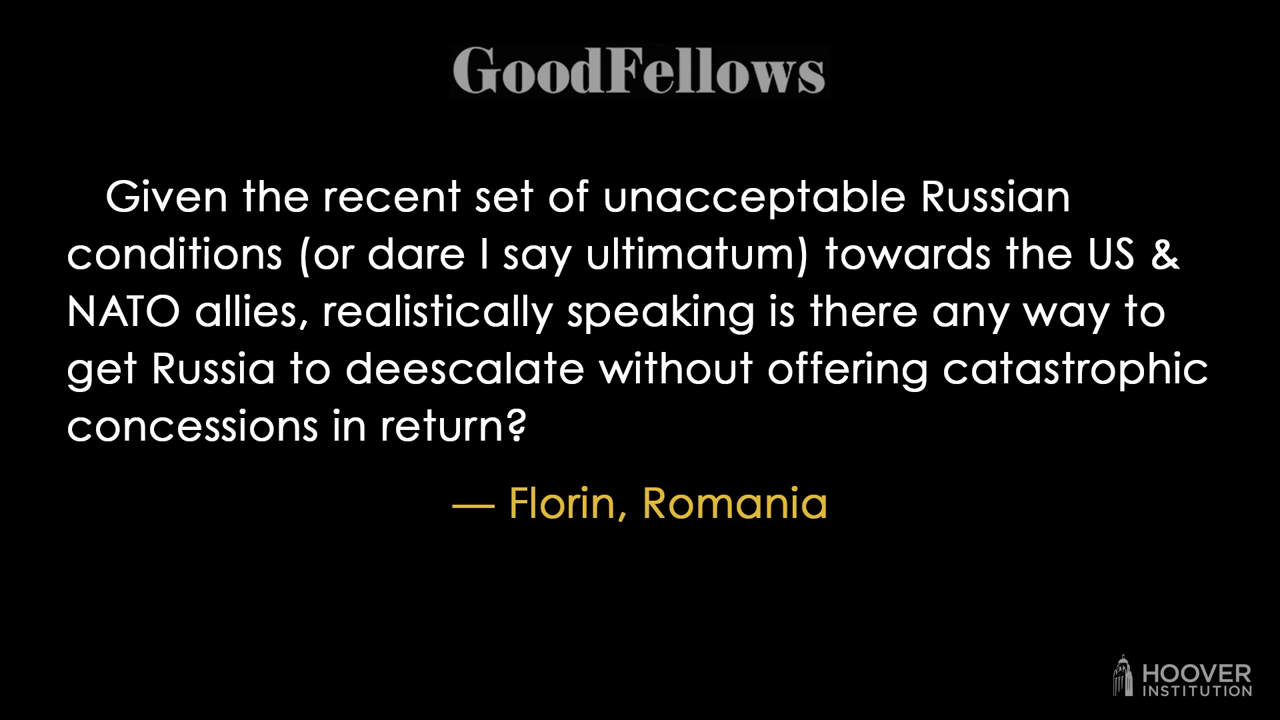 GoodFellows
Given the recent set of unacceptable Russian
conditions (or dare I say ultimatum) towards the US &
NATO allies, realistically speaking is there any way to
get Russia to deescalate without offering catastrophic
concessions in return?
— Florin, Romania
HOOVER
INSTITUTION